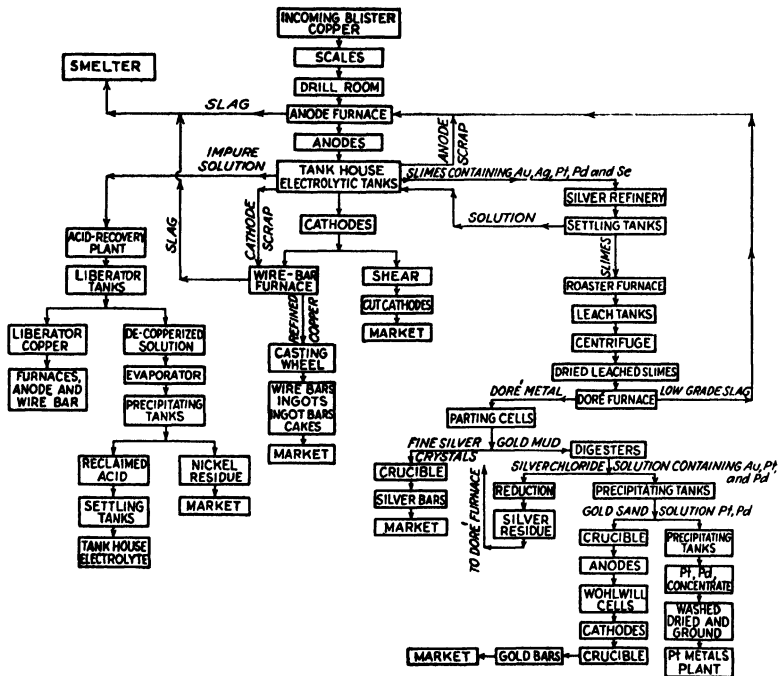 INCOMING BLISTER
COPPER
SCALES
SMELTER
DRILL ROOM
SLAG
ANODE FURNACE
ANODES
ANODE
SCRAP
IMPURE
SOLUTION
TANK HOUSE
ELECTROLYTIC TANKS
SLIMES CONTAINING Au, Ag, Pt, Pd and Se
SILVER REFINERY
SOLUTION
SETTLING TANKS
CATHODES
CATHODE
SCRAP
SLAG
SLIMES
ACID-RECOVERY
PLANT
LIBERATOR
TANKS
WIRE-BAR
FURNACE
SHEAR
ROASTER FURNACE
CUT CATHODES
LEACH TANKS
REFINED
COPPER
MARKET
LIBERATOR
COPPER
DE-COPPERIZED
SOLUTION
CENTRIFUGE
CASTING
WHEEL
DRIED LEACHED SLIMES
FURNACES,
ANODE AND
WIRE BAR
EVAPORATOR
WIRE BARS
INGOTS
INGOT BARS
CAKES
DORÉ METAL
DORÉ FURNACE
LOW GRADE SLAG
PRECIPITATING
TANKS
PARTING CELLS
MARKET
FINE SILVER
CRYSTALS
GOLD MUD
DIGESTERS
RECLAIMED
ACID
NICKEL
RESIDUE
CRUCIBLE
SILVER CHLORIDE
SOLUTION CONTAINING Au, Pt,
and Pd
SETTLING
TANKS
MARKET
SILVER BARS
TO DORÉ FURNACE
REDUCTION
PRECIPITATING TANKS
MARKET
SILVER
RESIDUE
GOLD SAND
SOLUTION Pt, Pd
TANK HOUSE
ELECTROLYTE
CRUCIBLE
PRECIPITATING
TANKS
ANODES
Pt, Pd,
CONCENTRATE
WOHLWILL
CELLS
WASHED
DRIED AND
GROUND
CATHODES
MARKET
GOLD BARS
CRUCIBLE
Pt METALS
PLANT